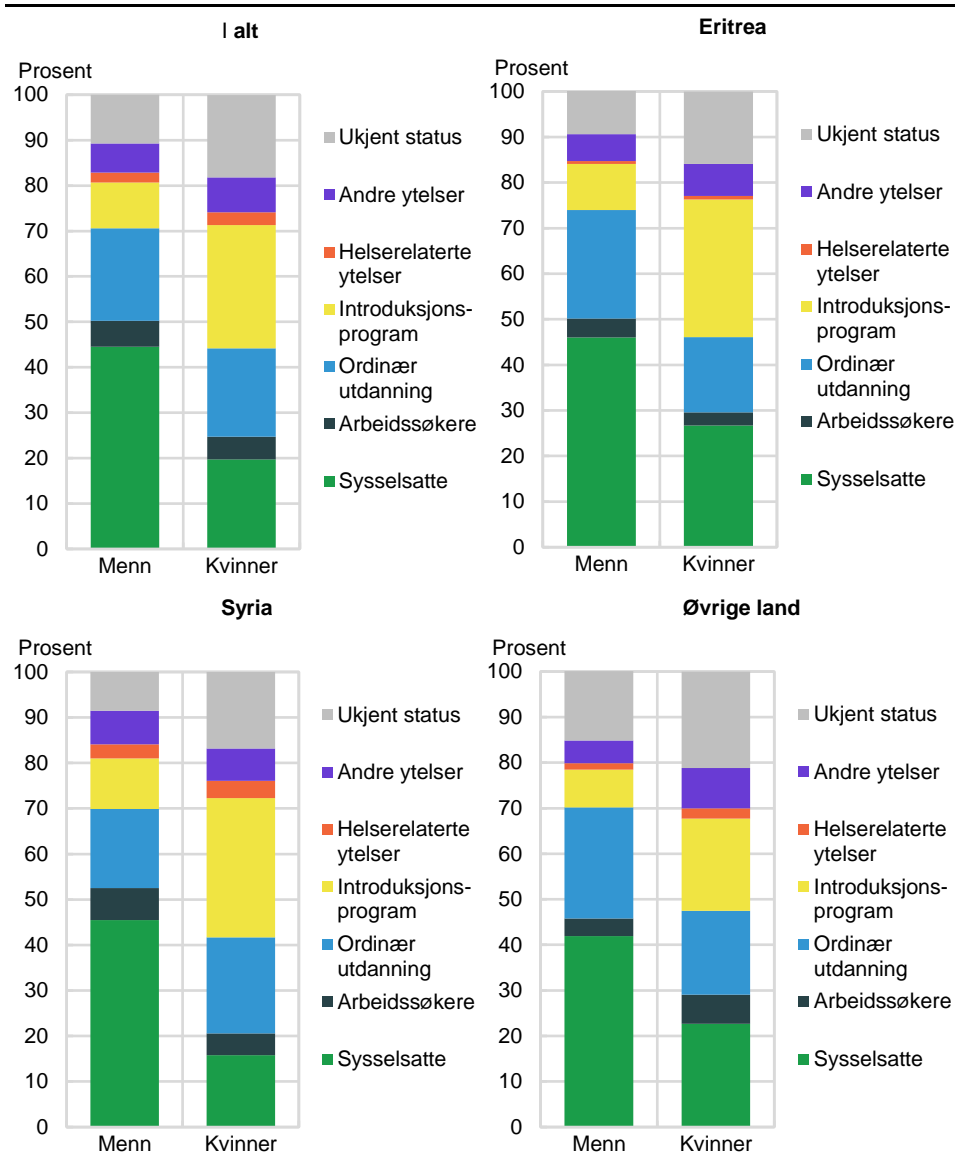 I alt
Prosent
100
90
80
70
60
50
40
30
20
10
0
Menn Kvinner
Ukjent status
Andre ytelser
Helserelaterte
ytelser
Introduksjons-
program
Ordinær
utdanning
Arbeidssøkere
Sysselsatte
Eritrea
Prosent
100
90
80
70
60
50
40
30
20
10
0
Menn Kvinner
Ukjent status
Andre ytelser
Helserelaterte
ytelser
Introduksjons-
program
Ordinær
utdanning
Arbeidssøkere
Sysselsatte
Syria
Prosent
100
90
80
70
60
50
40
30
20
10
0
Menn Kvinner
Ukjent status
Andre ytelser
Helserelaterte
ytelser
Introduksjons-
program
Ordinær
utdanning
Arbeidssøkere
Sysselsatte
Øvrige land
Prosent
100
90
80
70
60
50
40
30
20
10
0
Menn Kvinner
Ukjent status
Andre ytelser
Helserelaterte
ytelser
Introduksjons-
program
Ordinær
utdanning
Arbeidssøkere
Sysselsatte